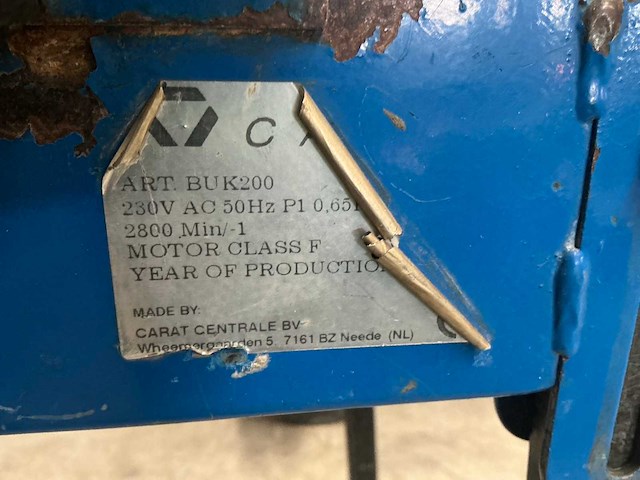 C A
ART. BUK200
230V AC 50Hz P1 0,65
2800 Min/-1
MOTOR CLASS F
YEAR OF PRODUCTION
MADE BY:
CARAT CENTRALE BV
Wheemergaarden 5, 7161 BZ Neede (NL)